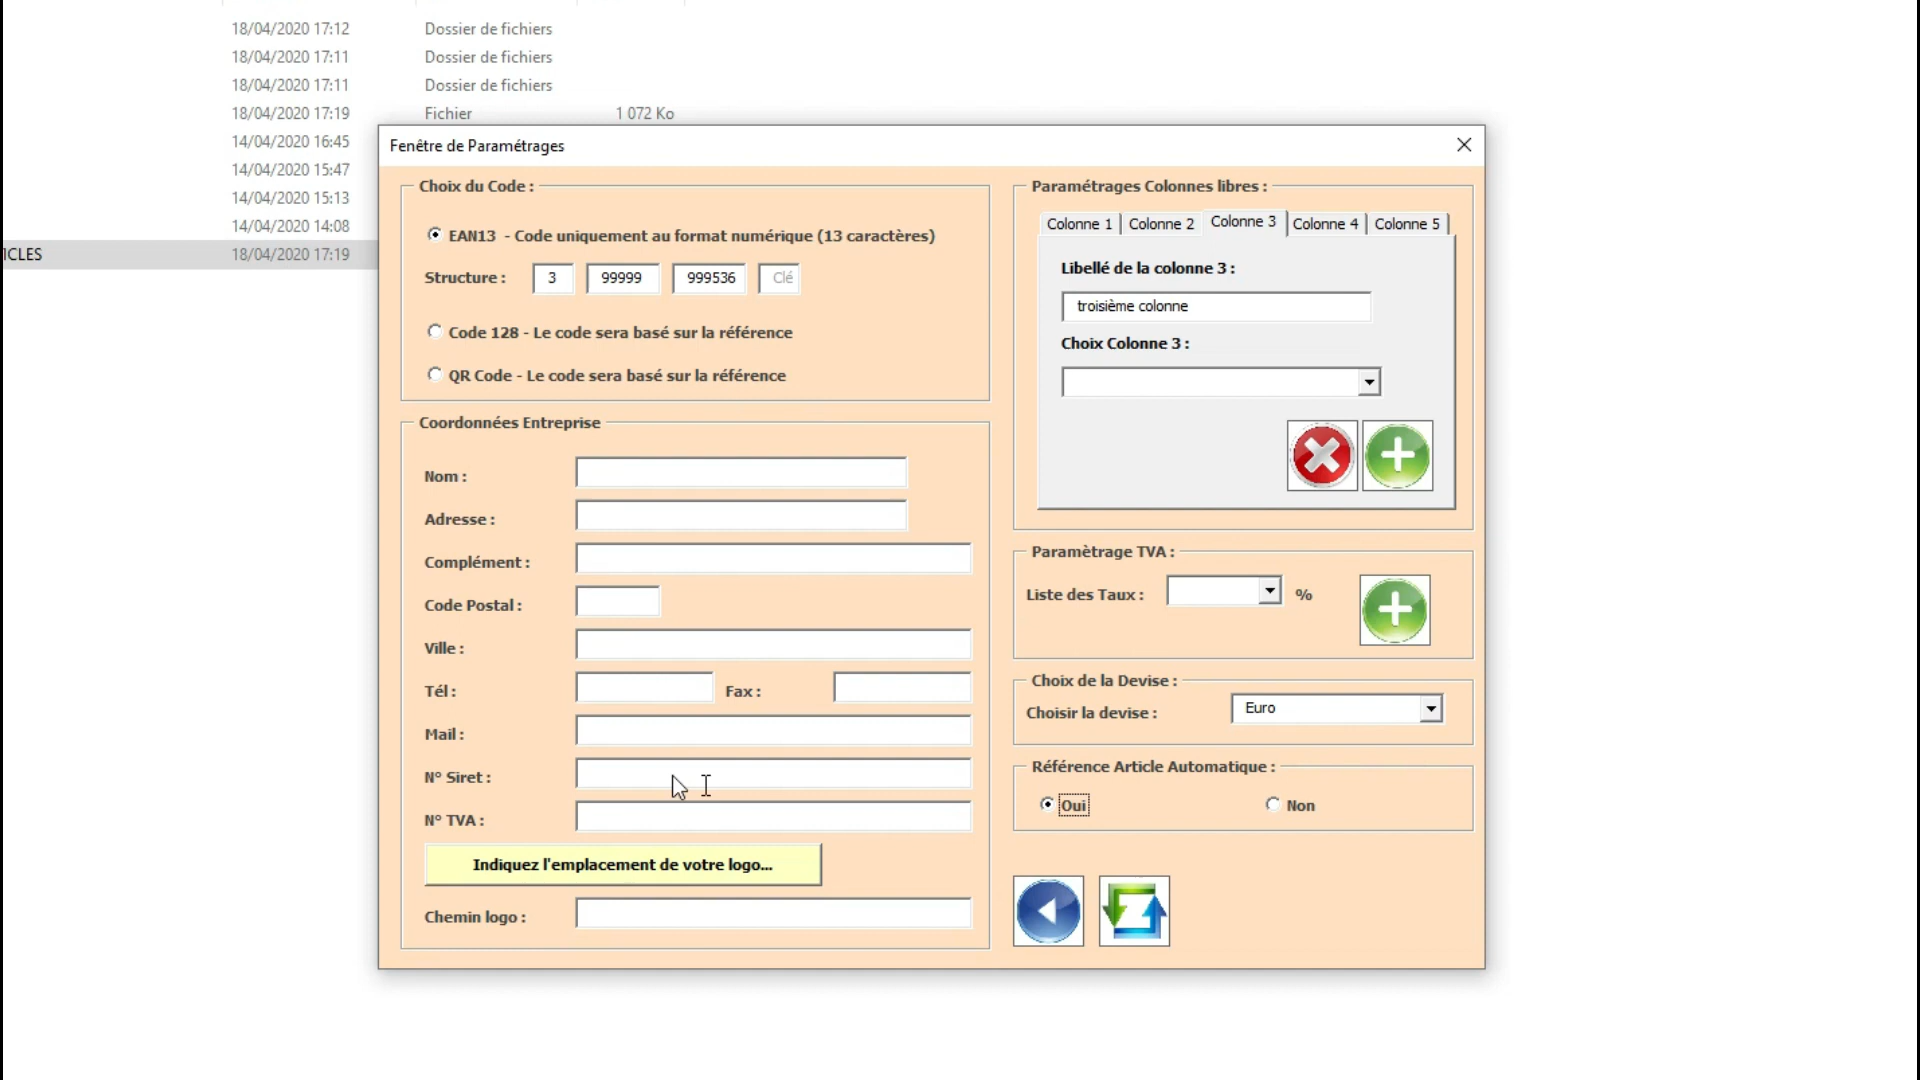 18/04/2020 17:12 Dossier de fichiers
18/04/2020 17:11 Dossier de fichiers
18/04/2020 17:11 Dossier de fichiers
18/04/2020 17:19 Fichier 1 072 Ko
14/04/2020 16:45
14/04/2020 15:47
14/04/2020 15:13
14/04/2020 14:08
ICLES 18/04/2020 17:19
Fenêtre de Paramétrages
Choix du Code :
EAN13 - Code uniquement au format numérique (13 caractères)
Structure : 3 99999 999536 Clé
Code 128 - Le code sera basé sur la référence
QR Code - Le code sera basé sur la référence
Coordonnées Entreprise
Nom :
Adresse :
Complément :
Code Postal :
Ville :
Tél : Fax :
Mail :
N° Siret :
N° TVA :
Indiquez l'emplacement de votre logo...
Chemin logo :
Paramétrages Colonnes libres :
Colonne 1 Colonne 2 Colonne 3 Colonne 4 Colonne 5
Libellé de la colonne 3 :
troisième colonne
Choix Colonne 3 :
Paramètrage TVA :
Liste des Taux : %
Choix de la Devise :
Choisir la devise : Euro
Référence Article Automatique :
Oui Non